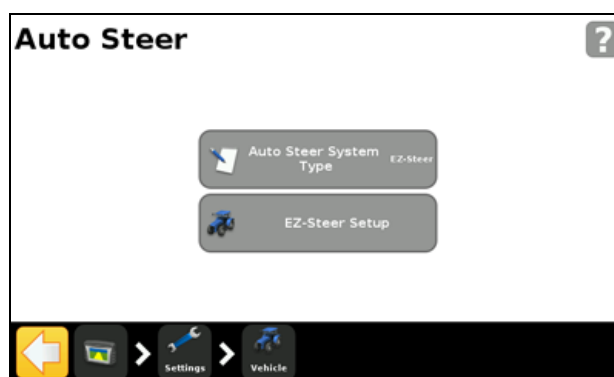 Auto Steer
?
Auto Steer System
Type
EZ-Steer
EZ-Steer Setup
Settings
Vehicle